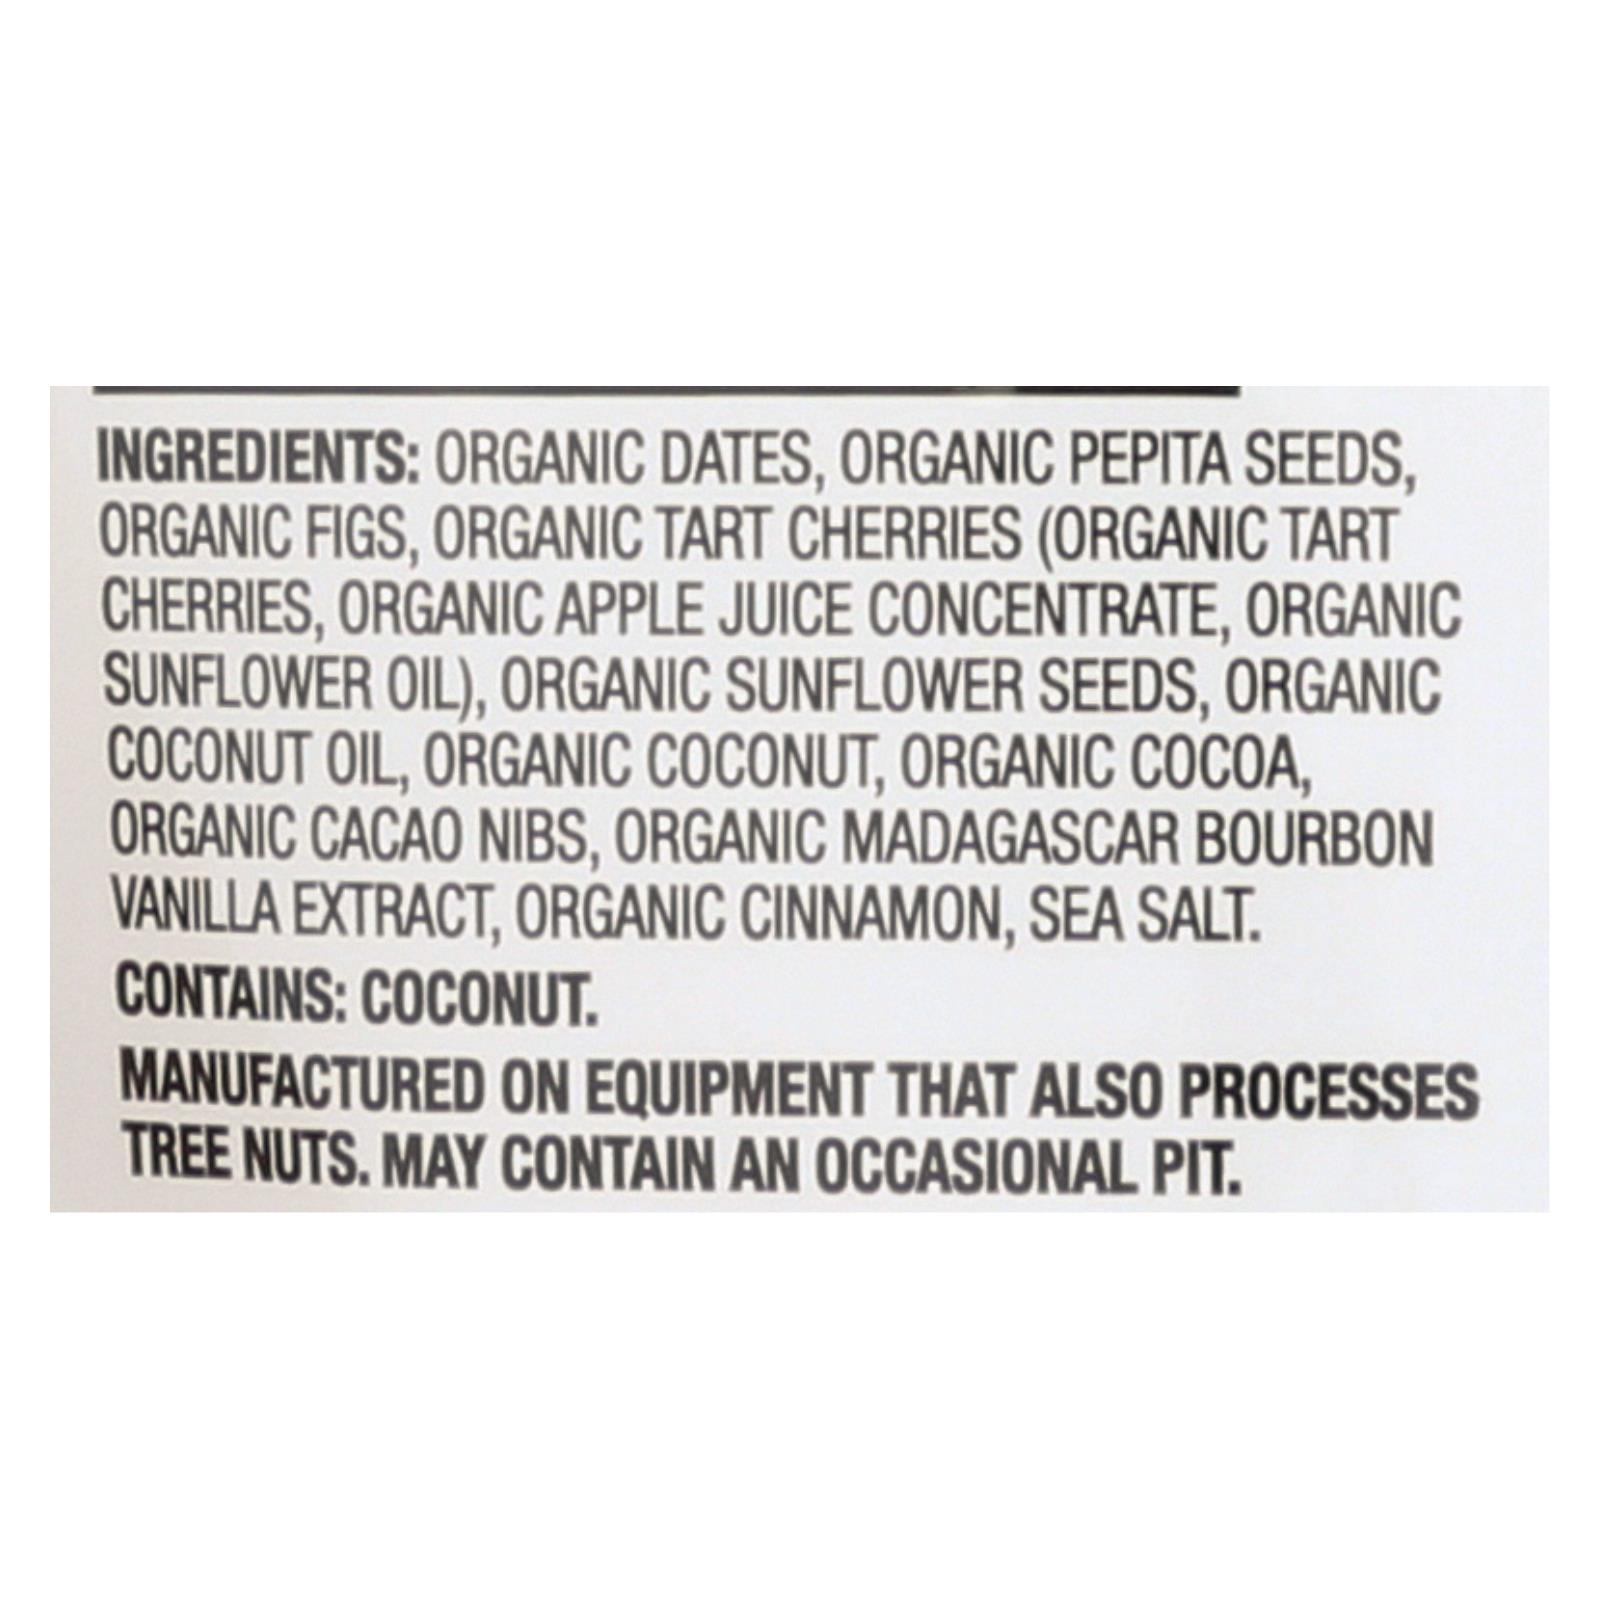 INGREDIENTS: ORGANIC DATES, ORGANIC PEPITA SEEDS,
ORGANIC FIGS, ORGANIC TART CHERRIES (ORGANIC TART
CHERRIES, ORGANIC APPLE JUICE CONCENTRATE, ORGANIC
SUNFLOWER OIL), ORGANIC SUNFLOWER SEEDS, ORGANIC
COCONUT OIL, ORGANIC COCONUT, ORGANIC COCOA,
ORGANIC CACAO NIBS, ORGANIC MADAGASCAR BOURBON
VANILLA EXTRACT, ORGANIC CINNAMON, SEA SALT.
CONTAINS: COCONUT.
MANUFACTURED ON EQUIPMENT THAT ALSO PROCESSES
TREE NUTS. MAY CONTAIN AN OCCASIONAL PIT.